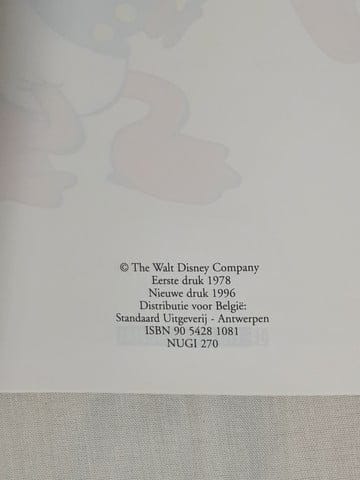 © The Walt Disney Company
Eerste druk 1978
Nieuwe druk 1996
Distributie voor België:
Standaard Uitgeverij - Antwerpen
ISBN 90 5428 1081
NUGI 270